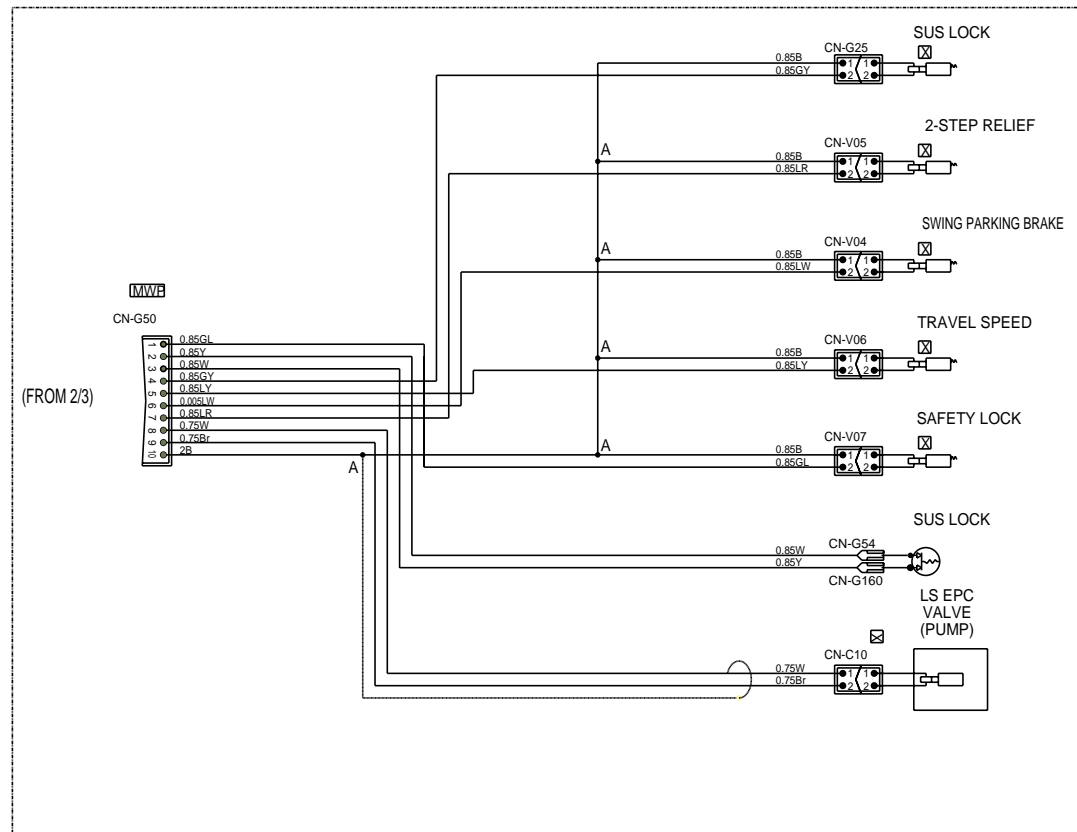 SUS LOCK
CN-G25
X
0.85B
1 1
0.85GY
2 2
2-STEP RELIEF
CN-V05
X
A
0.85B
1 1
0.85LR
2 2
SWING PARKING BRAKE
CN-V04
X
A
0.85B
1 1
0.85LW
2 2
MWP
CN-G50
(FROM 2/3)
1 0.85GL
2 0.85Y
3 0.85W
4 0.85GY
5 0.85LY
6 0.005LW
7 0.85LR
8 0.75W
9 0.75Br
10 2B
A
TRAVEL SPEED
CN-V06
X
A
0.85B
1 1
0.85LY
2 2
SAFETY LOCK
CN-V07
X
0.85B
1 1
0.85GL
2 2
SUS LOCK
CN-G54
0.85W
0.85Y
CN-G160
LS EPC
VALVE
(PUMP)
X
CN-C10
0.75W
1 1
0.75Br
2 2